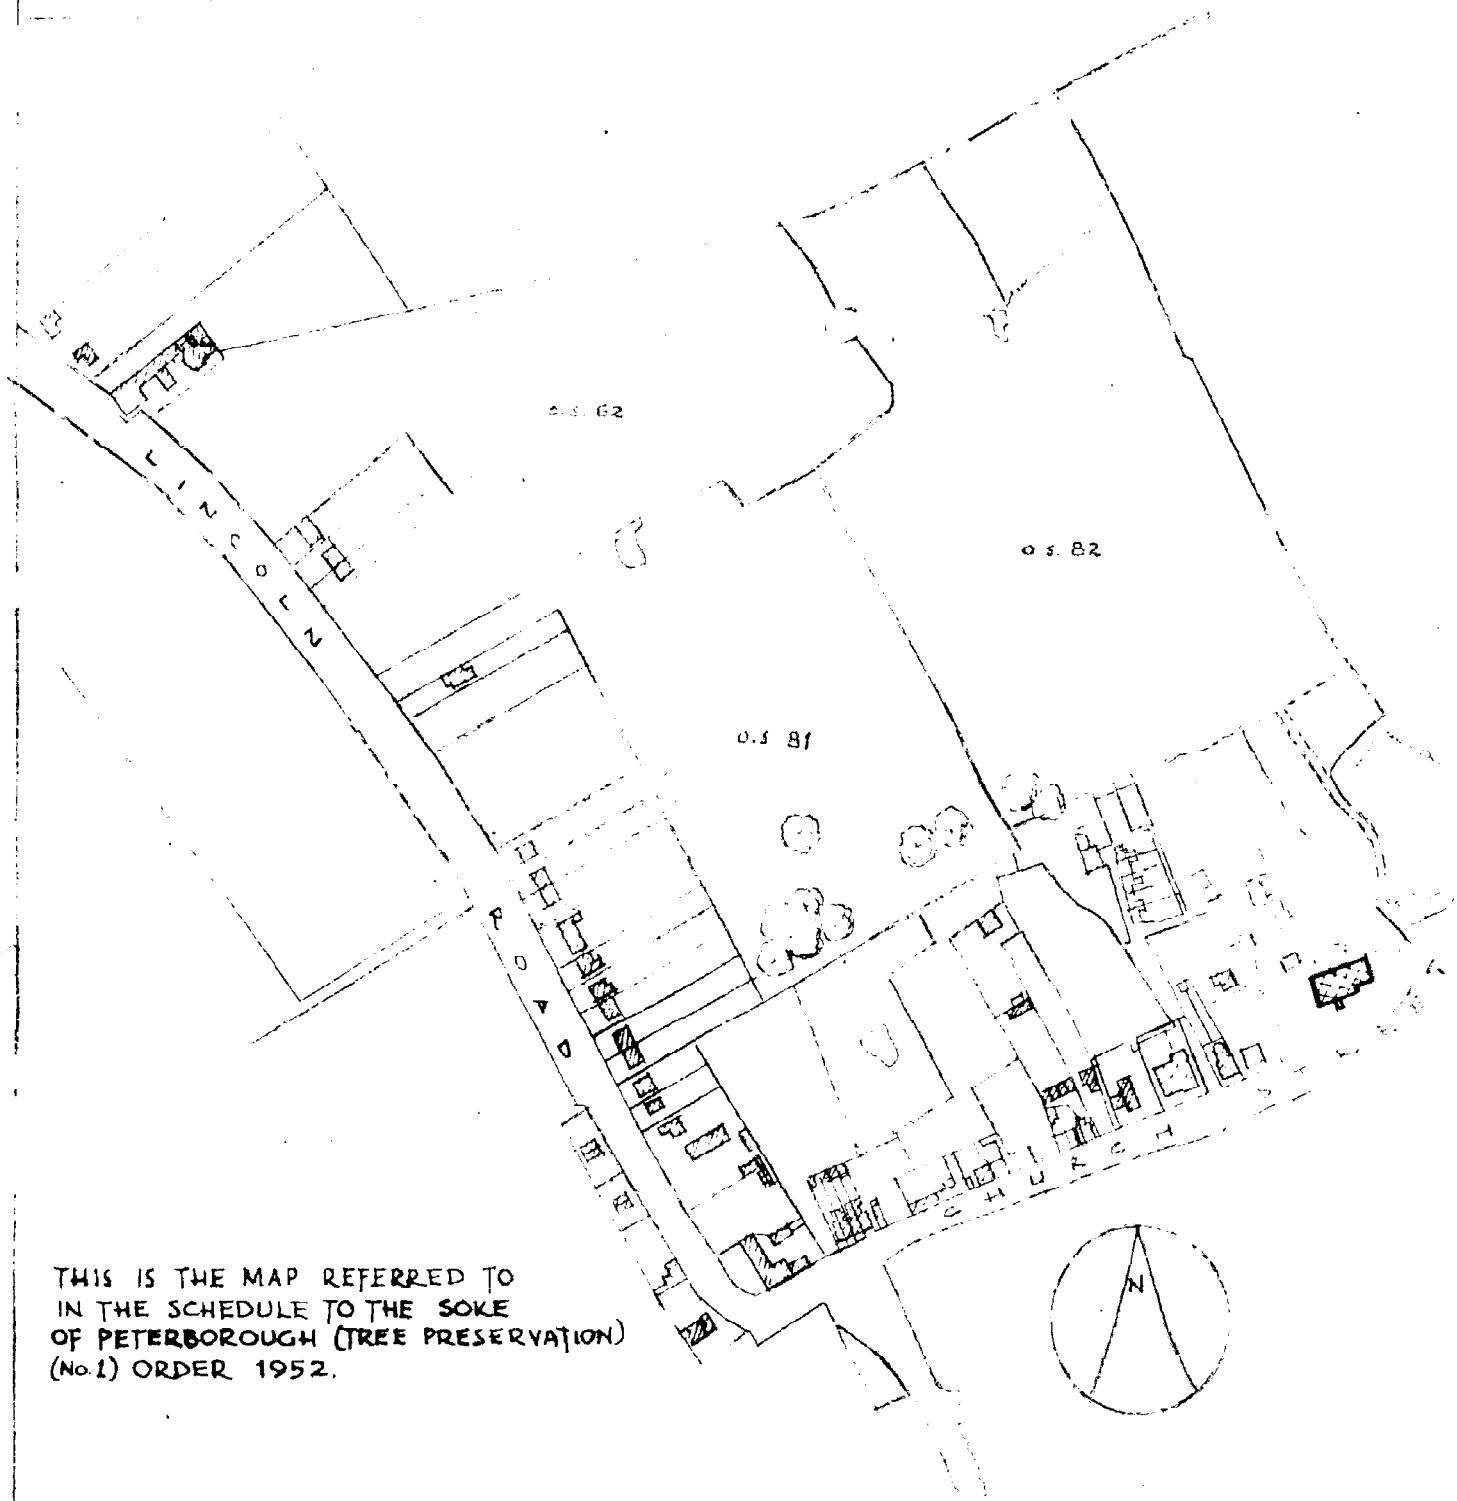 O.S. 62
O.S. 82
O.S 81
LINCOLN
ROAD
CHURCH ST
N
THIS IS THE MAP REFERRED TO
IN THE SCHEDULE TO THE SOKE
OF PETERBOROUGH (TREE PRESERVATION)
(No.1) ORDER 1952.